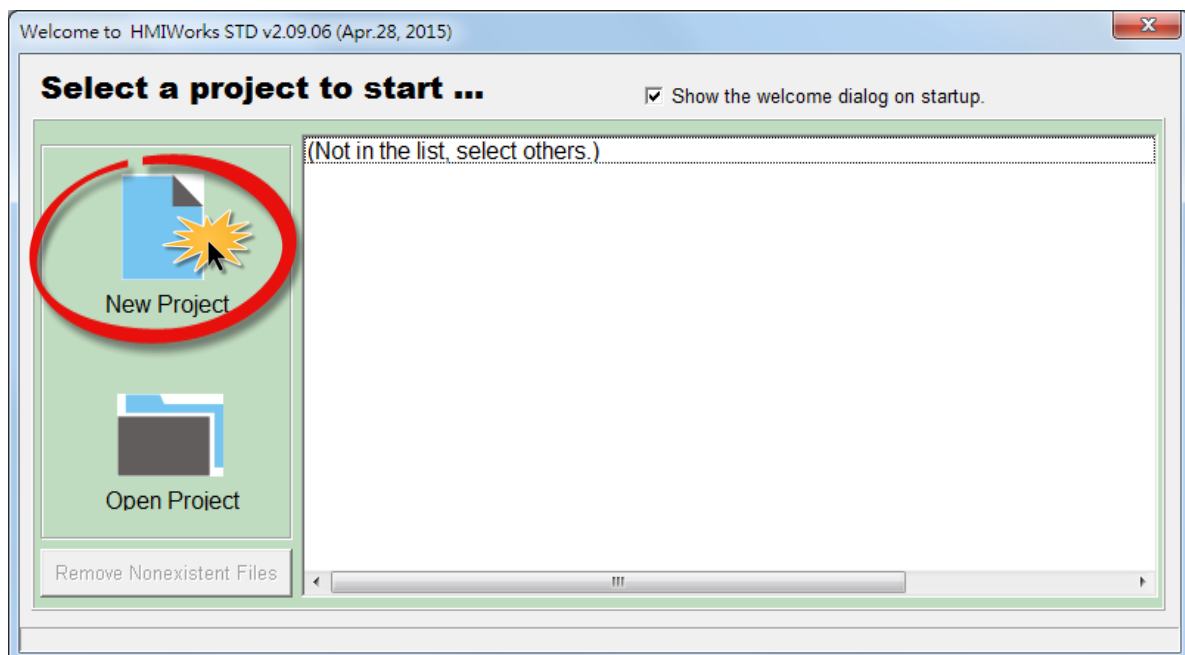 Welcome to HMIWorks STD v2.09.06 (Apr.28, 2015)
Select a project to start ...
Show the welcome dialog on startup.
(Not in the list, select others.)
New Project
Open Project
Remove Nonexistent Files